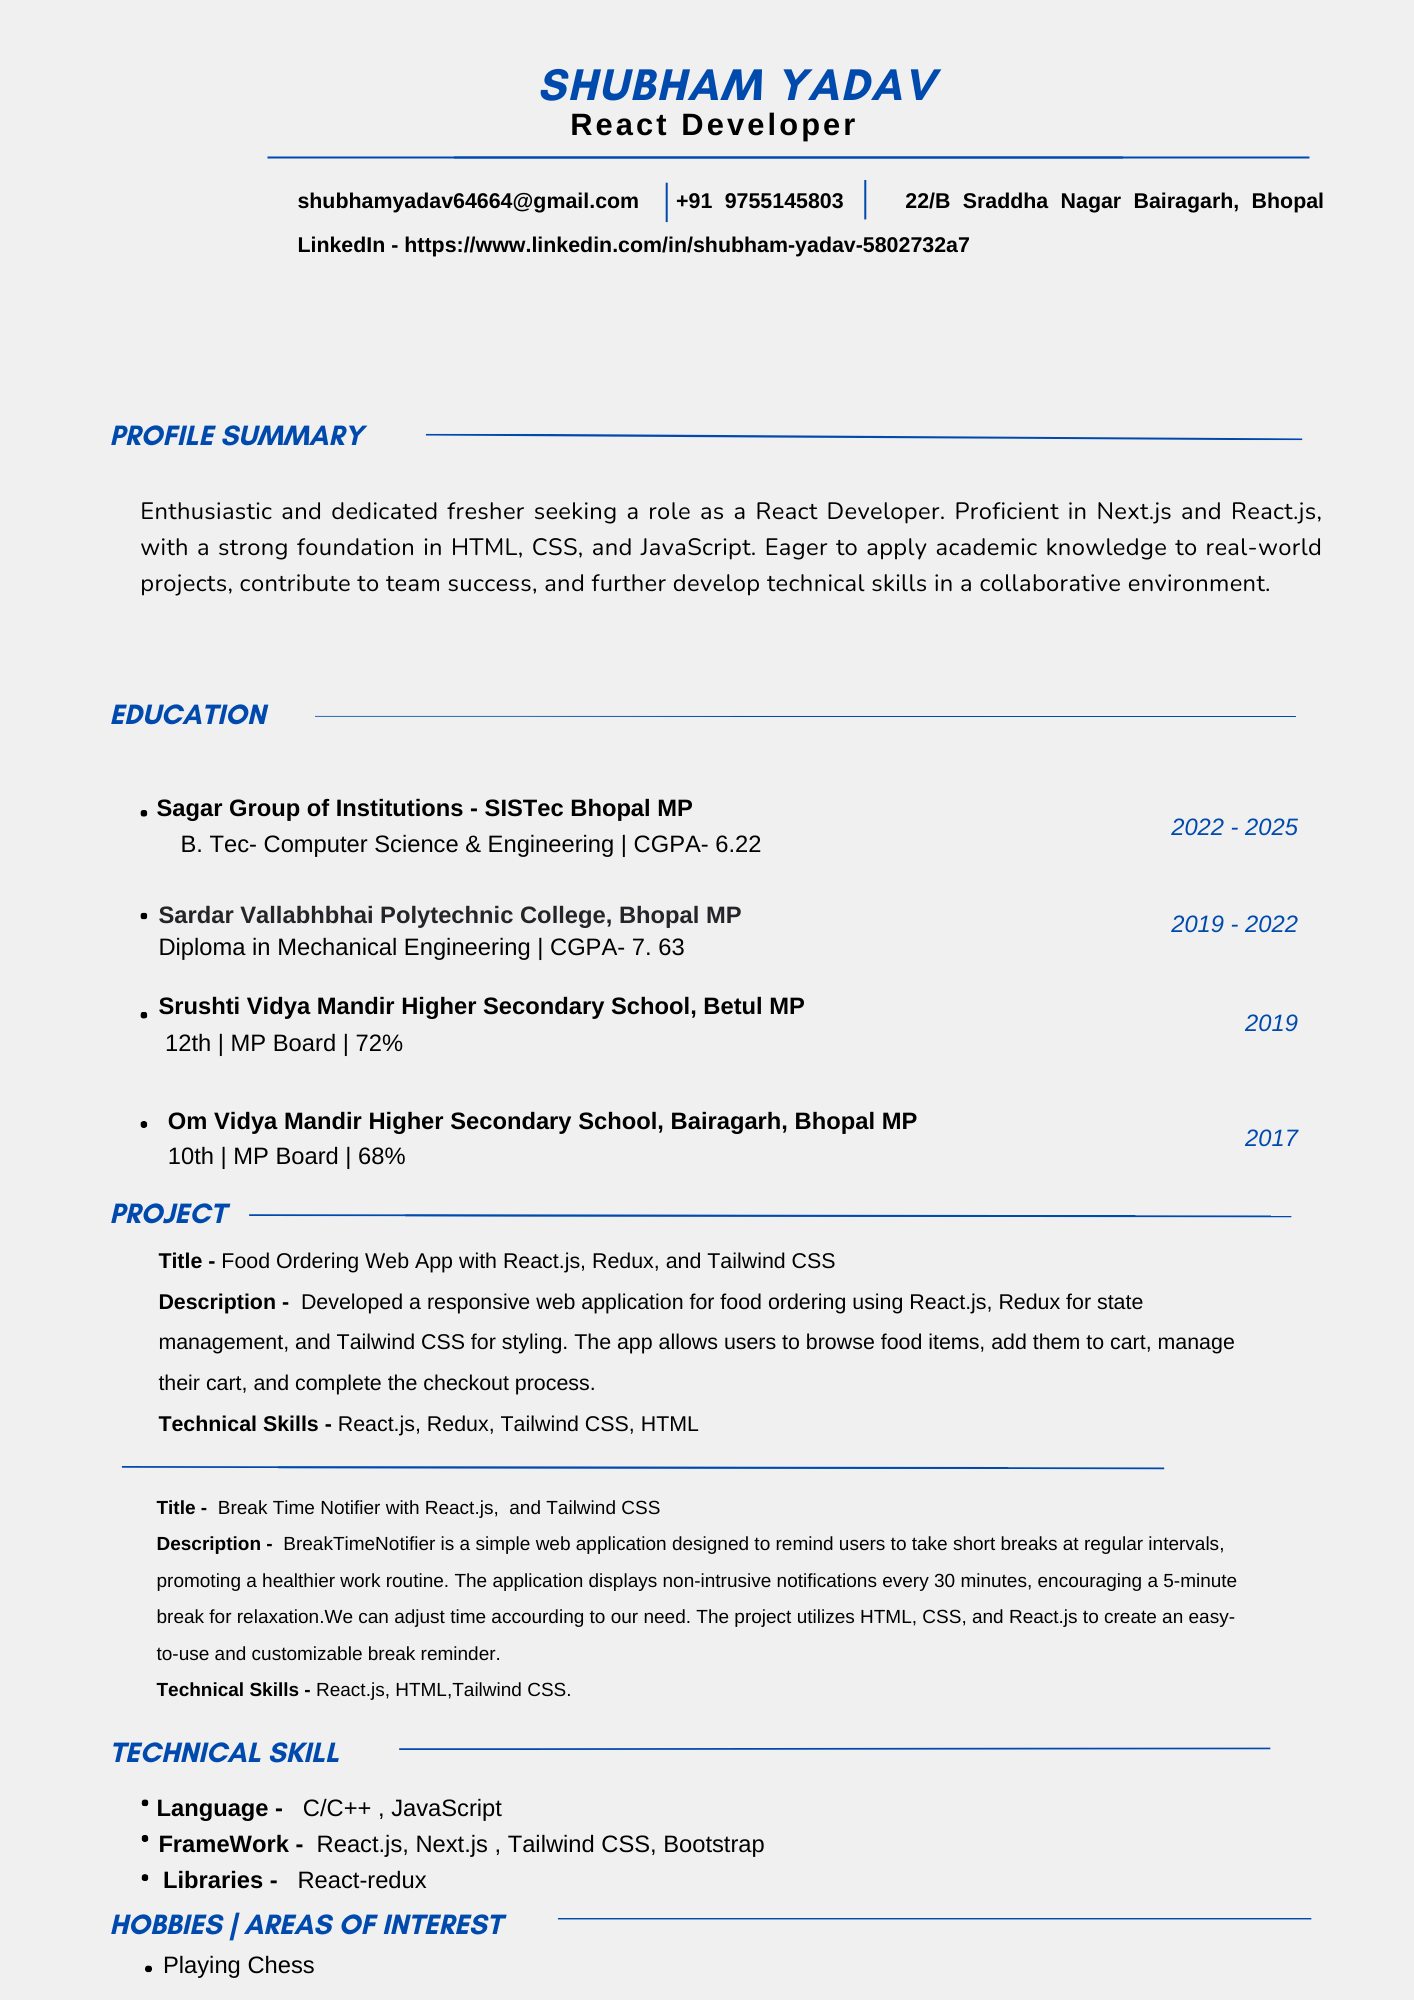 SHUBHAM YADAV
React Developer
shubhamyadav64664@gmail.com +91 9755145803 22/B Sraddha Nagar Bairagarh, Bhopal
LinkedIn - https://www.linkedin.com/in/shubham-yadav-5802732a7
PROFILE SUMMARY
Enthusiastic and dedicated fresher seeking a role as a React Developer. Proficient in Next.js and React.js,
with a strong foundation in HTML, CSS, and JavaScript. Eager to apply academic knowledge to real-world
projects, contribute to team success, and further develop technical skills in a collaborative environment.
EDUCATION
• Sagar Group of Institutions - SISTec Bhopal MP
2022 - 2025
B. Tec- Computer Science & Engineering | CGPA- 6.22
• Sardar Vallabhbhai Polytechnic College, Bhopal MP
2019 - 2022
Diploma in Mechanical Engineering | CGPA- 7. 63
• Srushti Vidya Mandir Higher Secondary School, Betul MP
2019
12th | MP Board | 72%
• Om Vidya Mandir Higher Secondary School, Bairagarh, Bhopal MP
2017
10th | MP Board | 68%
PROJECT
Title - Food Ordering Web App with React.js, Redux, and Tailwind CSS
Description - Developed a responsive web application for food ordering using React.js, Redux for state
management, and Tailwind CSS for styling. The app allows users to browse food items, add them to cart, manage
their cart, and complete the checkout process.
Technical Skills - React.js, Redux, Tailwind CSS, HTML
Title - Break Time Notifier with React.js, and Tailwind CSS
Description - BreakTimeNotifier is a simple web application designed to remind users to take short breaks at regular intervals,
promoting a healthier work routine. The application displays non-intrusive notifications every 30 minutes, encouraging a 5-minute
break for relaxation.We can adjust time accourding to our need. The project utilizes HTML, CSS, and React.js to create an easy-
to-use and customizable break reminder.
Technical Skills - React.js, HTML,Tailwind CSS.
TECHNICAL SKILL
• Language - C/C++ , JavaScript
• FrameWork - React.js, Next.js , Tailwind CSS, Bootstrap
• Libraries - React-redux
HOBBIES | AREAS OF INTEREST
• Playing Chess